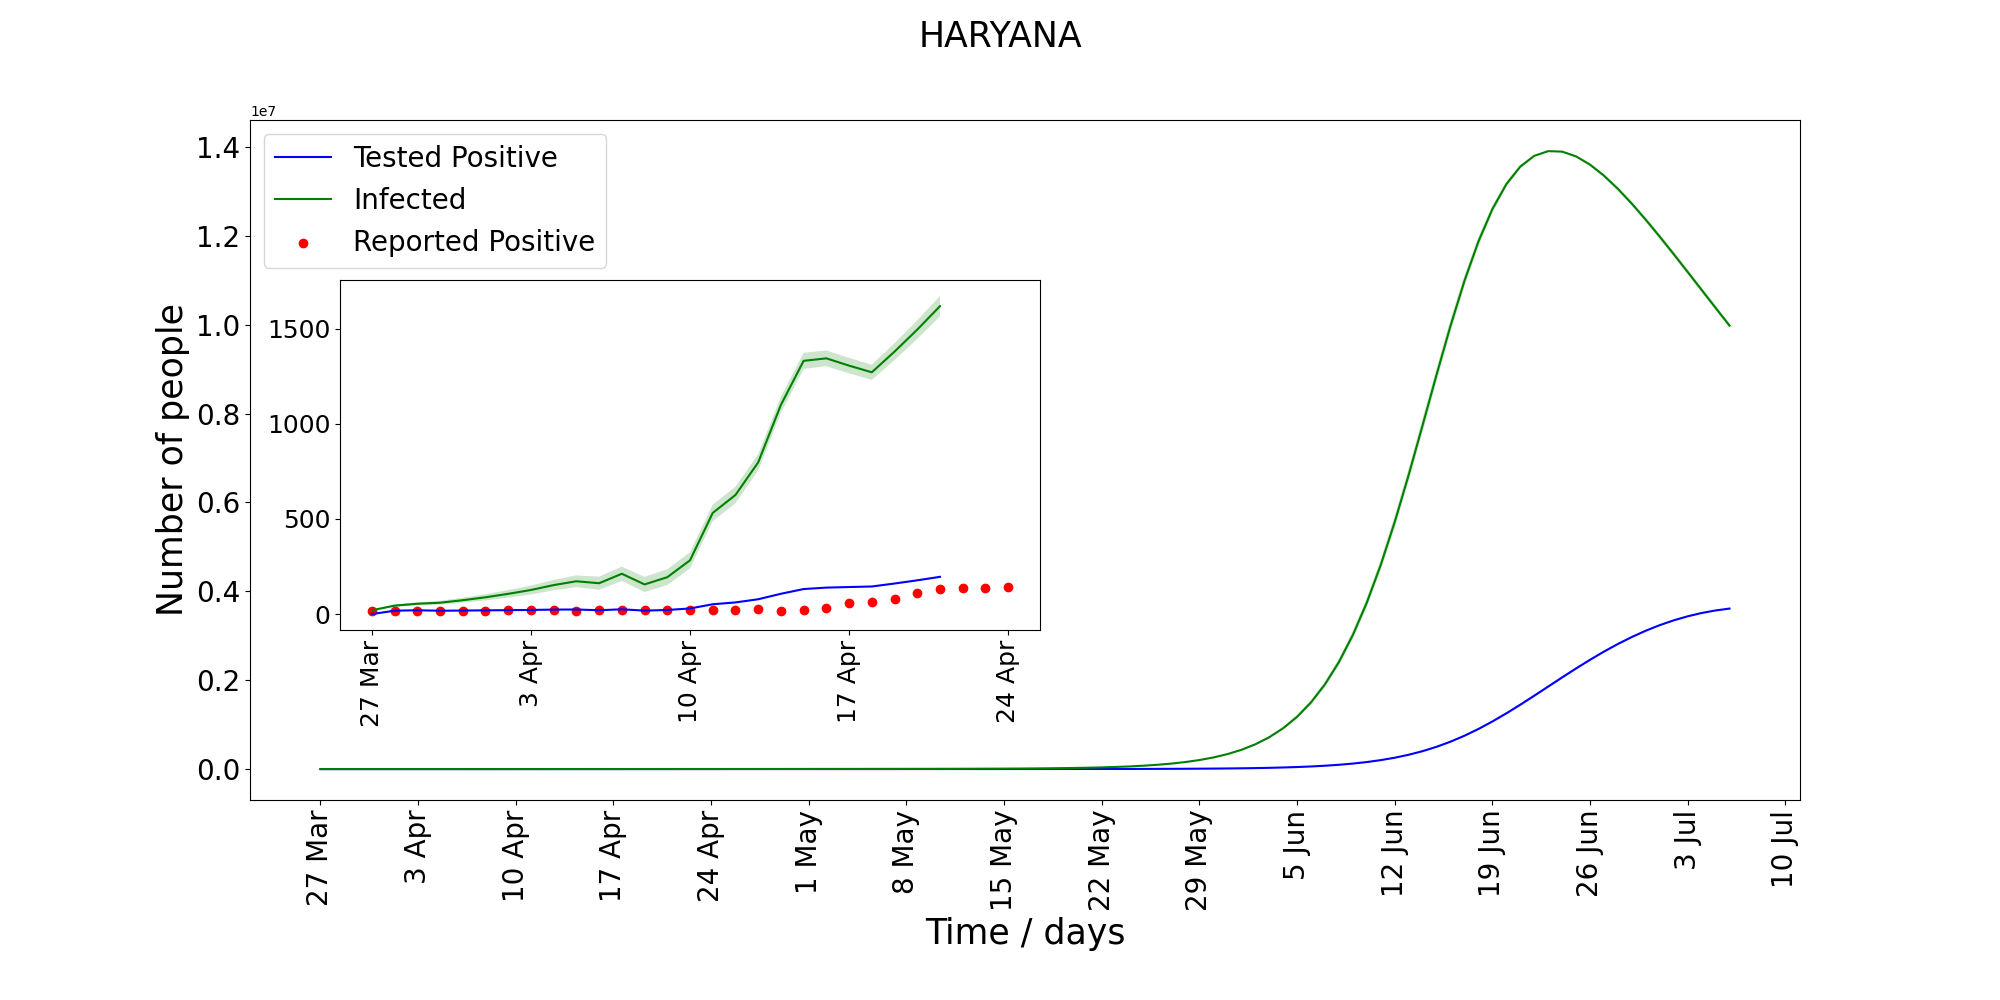 HARYANA
1e7
1.4
1.2
1.0
0.8
0.6
0.4
0.2
0.0
Number of people
Tested Positive
Infected
Reported Positive
1500
1000
500
0
27 Mar
3 Apr
10 Apr
17 Apr
24 Apr
27 Mar
3 Apr
10 Apr
17 Apr
24 Apr
1 May
8 May
15 May
22 May
29 May
5 Jun
12 Jun
19 Jun
26 Jun
3 Jul
10 Jul
Time / days